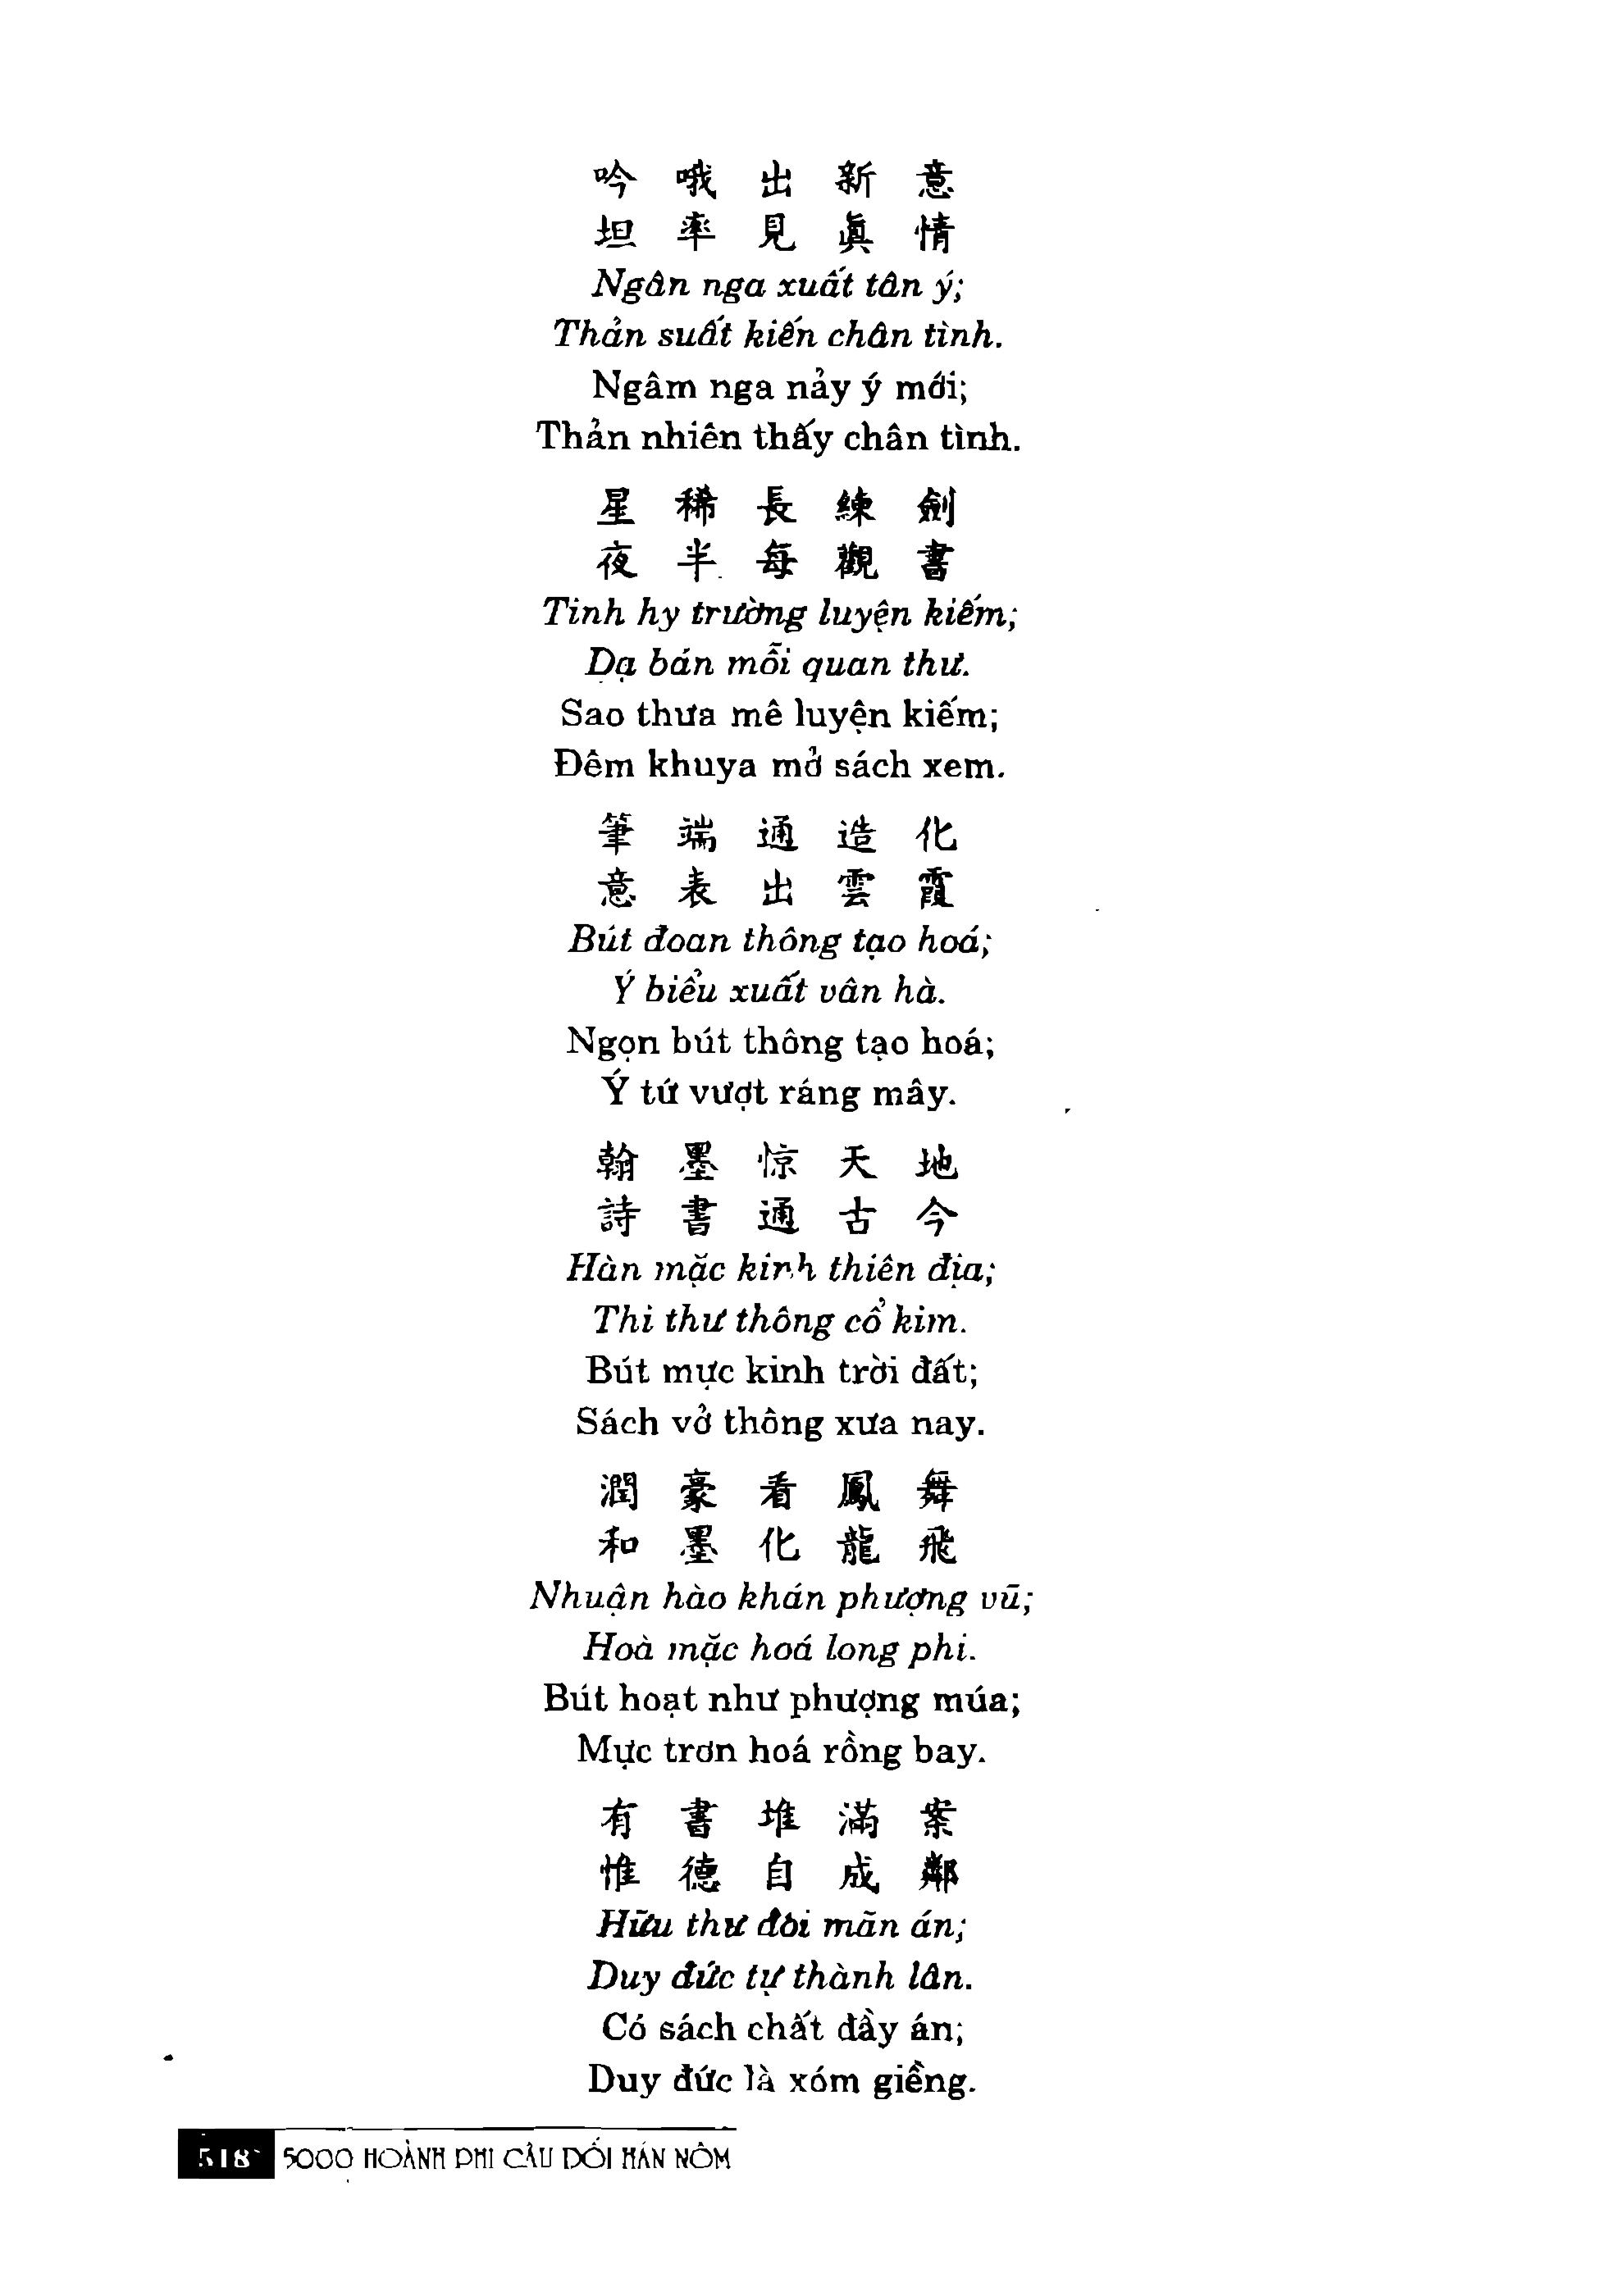 吟 哦 出 新 意
坦 率 見 眞 情
Ngân nga xuất tân ý;
Thản suất kiến chân tình.
Ngâm nga nảy ý mới;
Thản nhiên thấy chân tình.
星 稀 長 練 劍
夜 半 每 觀 書
Tinh hy trường luyện kiếm;
Dạ bán mỗi quan thư.
Sao thưa mê luyện kiếm;
Đêm khuya mở sách xem.
筆 端 通 造 化
意 表 出 雲 霞
Bút đoan thông tạo hoá;
Ý biểu xuất vân hà.
Ngọn bút thông tạo hoá;
Ý tứ vượt ráng mây.
翰 墨 惊 天 地
詩 書 通 古 今
Hàn mặc kinh thiên địa;
Thi thư thông cổ kim.
Bút mực kinh trời đất;
Sách vở thông xưa nay.
潤 豪 看 鳳 舞
和 墨 化 龍 飛
Nhuận hào khán phượng vũ;
Hoà mặc hoá long phi.
Bút hoạt như phượng múa;
Mực trơn hoá rồng bay.
有 書 堆 滿 案
惟 德 自 成 鄰
Hữu thư đôi mãn án;
Duy đức tự thành lân.
Có sách chất đầy án;
Duy đức là xóm giềng.
518 5000 HOÀNH PHI CÂU ĐỐI HÁN NÔM